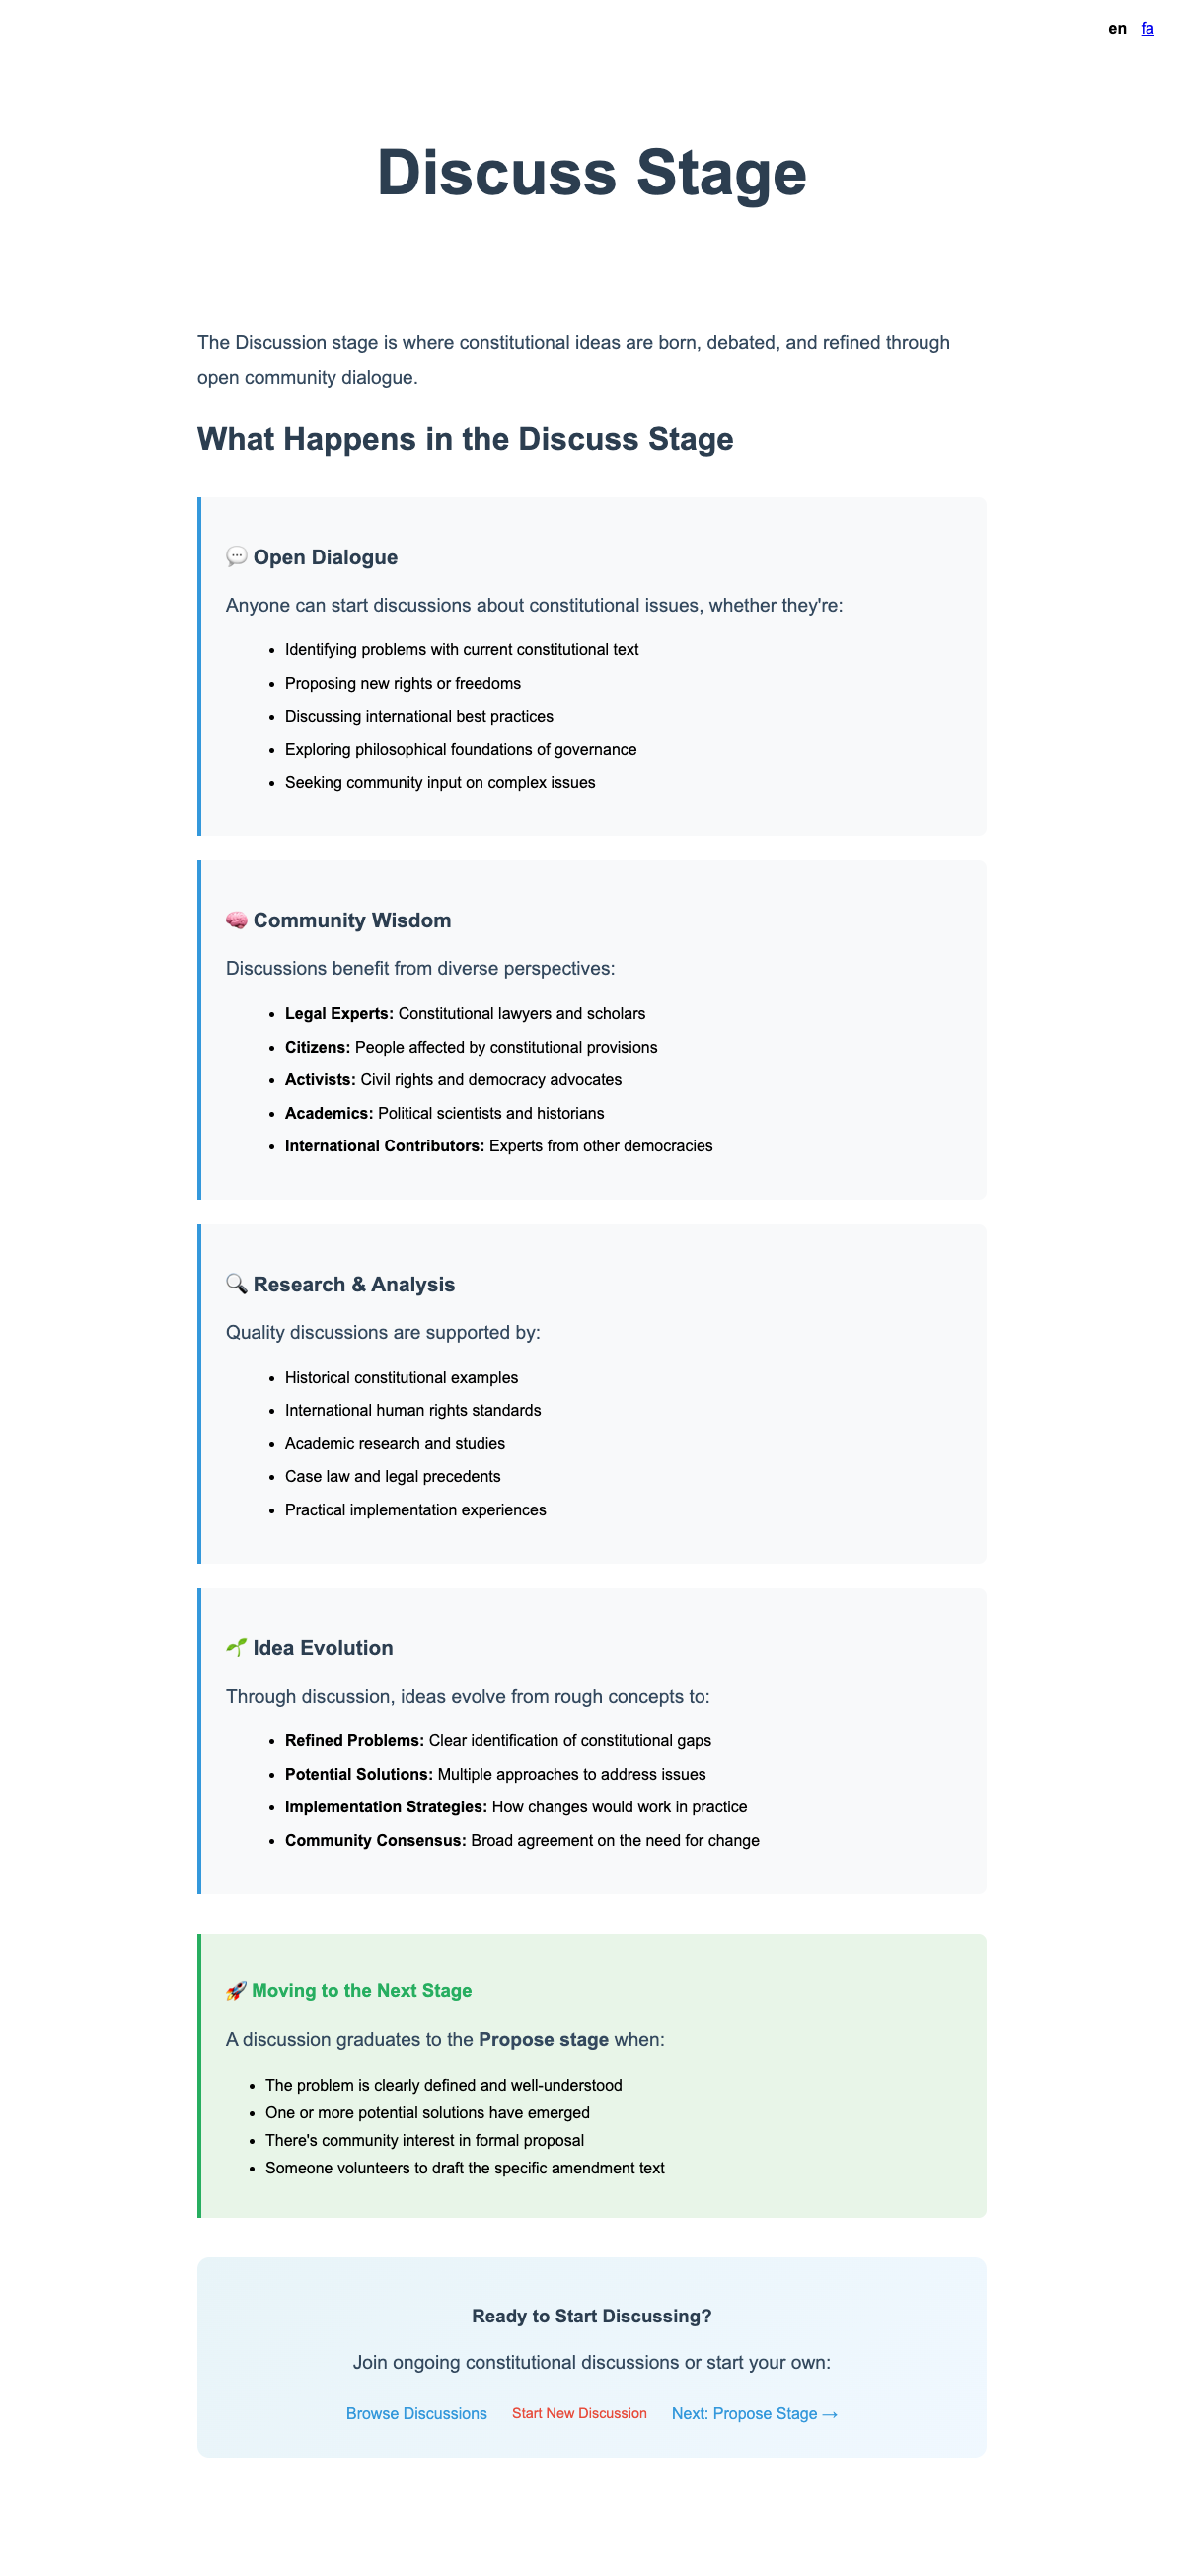 en fa
Discuss Stage
The Discussion stage is where constitutional ideas are born, debated, and refined through
open community dialogue.
What Happens in the Discuss Stage
💬 Open Dialogue
Anyone can start discussions about constitutional issues, whether they're:
• Identifying problems with current constitutional text
• Proposing new rights or freedoms
• Discussing international best practices
• Exploring philosophical foundations of governance
• Seeking community input on complex issues
🧠 Community Wisdom
Discussions benefit from diverse perspectives:
• Legal Experts: Constitutional lawyers and scholars
• Citizens: People affected by constitutional provisions
• Activists: Civil rights and democracy advocates
• Academics: Political scientists and historians
• International Contributors: Experts from other democracies
🔍 Research & Analysis
Quality discussions are supported by:
• Historical constitutional examples
• International human rights standards
• Academic research and studies
• Case law and legal precedents
• Practical implementation experiences
🌱 Idea Evolution
Through discussion, ideas evolve from rough concepts to:
• Refined Problems: Clear identification of constitutional gaps
• Potential Solutions: Multiple approaches to address issues
• Implementation Strategies: How changes would work in practice
• Community Consensus: Broad agreement on the need for change
🚀 Moving to the Next Stage
A discussion graduates to the Propose stage when:
• The problem is clearly defined and well-understood
• One or more potential solutions have emerged
• There's community interest in formal proposal
• Someone volunteers to draft the specific amendment text
Ready to Start Discussing?
Join ongoing constitutional discussions or start your own:
Browse Discussions Start New Discussion Next: Propose Stage →